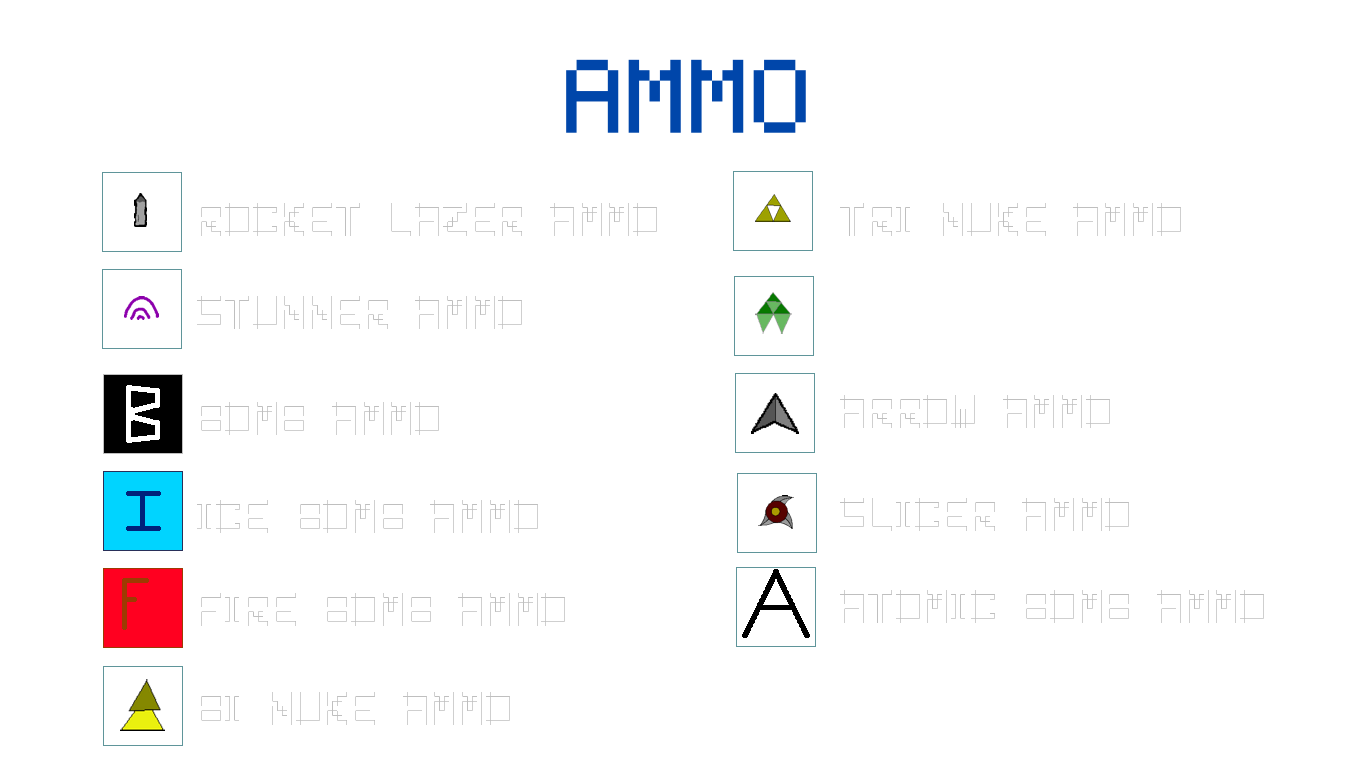 AMMO
ROCKET LAZER AMMO
STUNNER AMMO
B
BOMB AMMO
I
ICE BOMB AMMO
F
FIRE BOMB AMMO
BI NUKE AMMO
TRI NUKE AMMO
ARROW AMMO
SLICER AMMO
A
ATOMIC BOMB AMMO